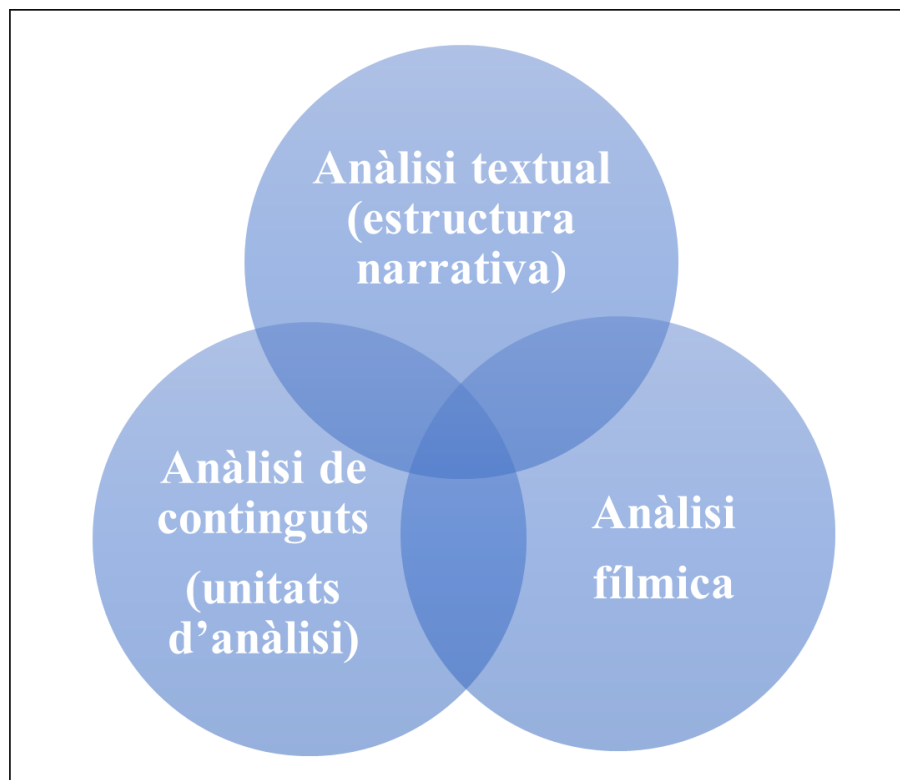 Anàlisi textual
(estructura
narrativa)
Anàlisi de
continguts
(unitats
d’anàlisi)
Anàlisi
fílmica